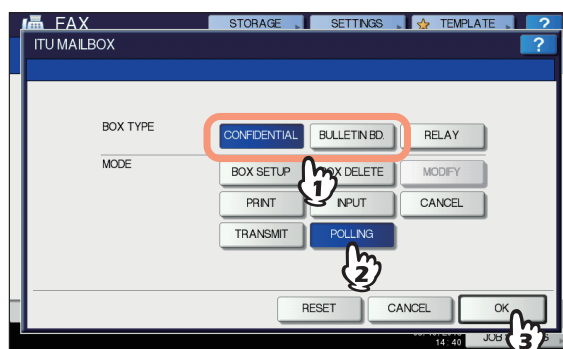 FAX STORAGE SETTINGS TEMPLATE ?
ITU MAILBOX ?
BOX TYPE CONFIDENTIAL BULLETIN BD. RELAY
MODE BOX SETUP BOX DELETE MODIFY
PRINT INPUT CANCEL
TRANSMIT POLLING
1
2
RESET CANCEL OK
3
14:40 JOB